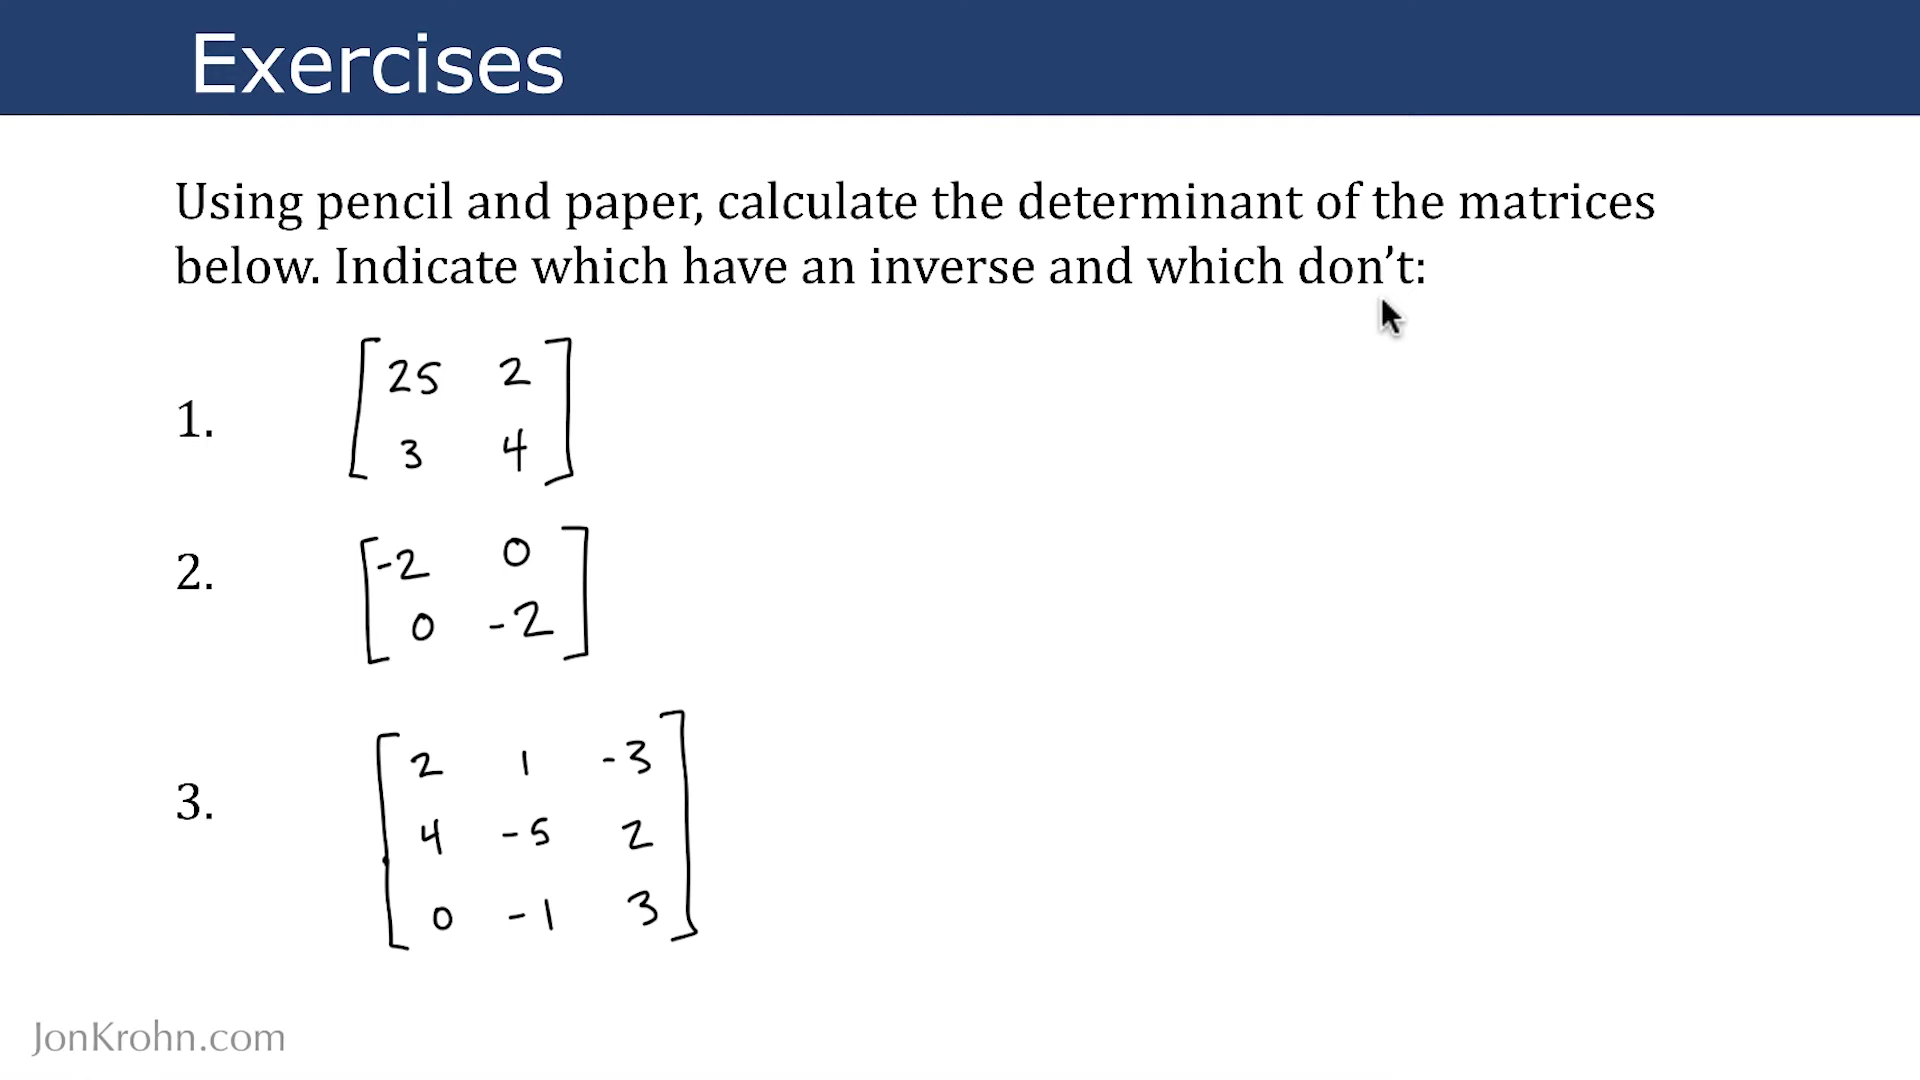 Exercises
Using pencil and paper, calculate the determinant of the matrices
below. Indicate which have an inverse and which don’t:
1.
25 2
3 4
2.
-2 0
0 -2
3.
2 1 -3
4 -5 2
0 -1 3
JonKrohn.com